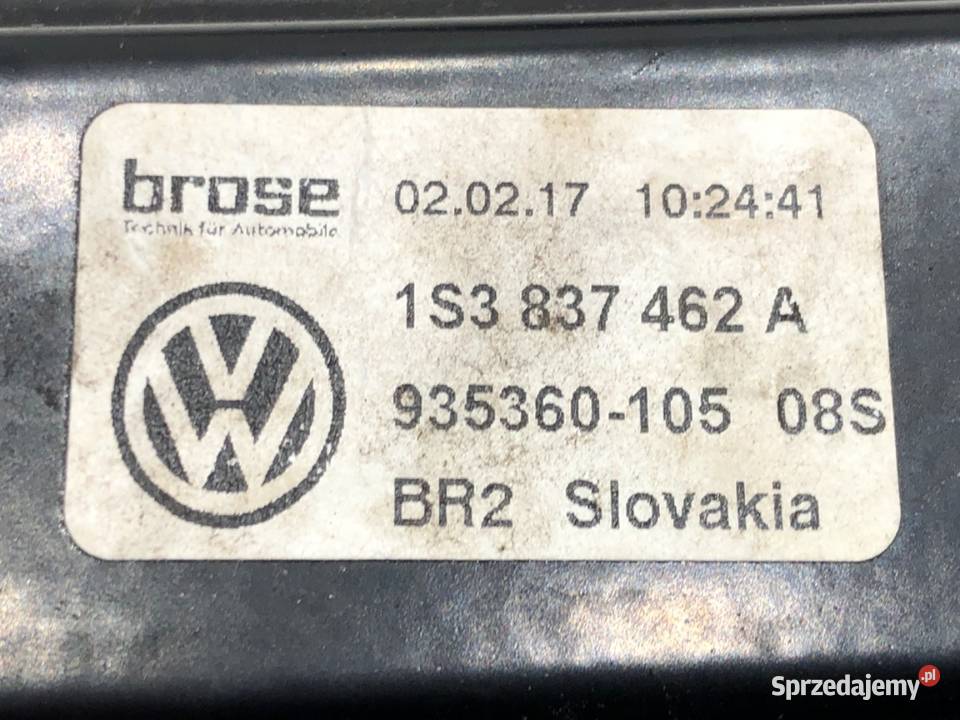 brose 02.02.17 10:24:41
Technik für Automobile
1S3 837 462 A
935360-105 08S
BR2 Slovakia
Sprzedajemy.pl